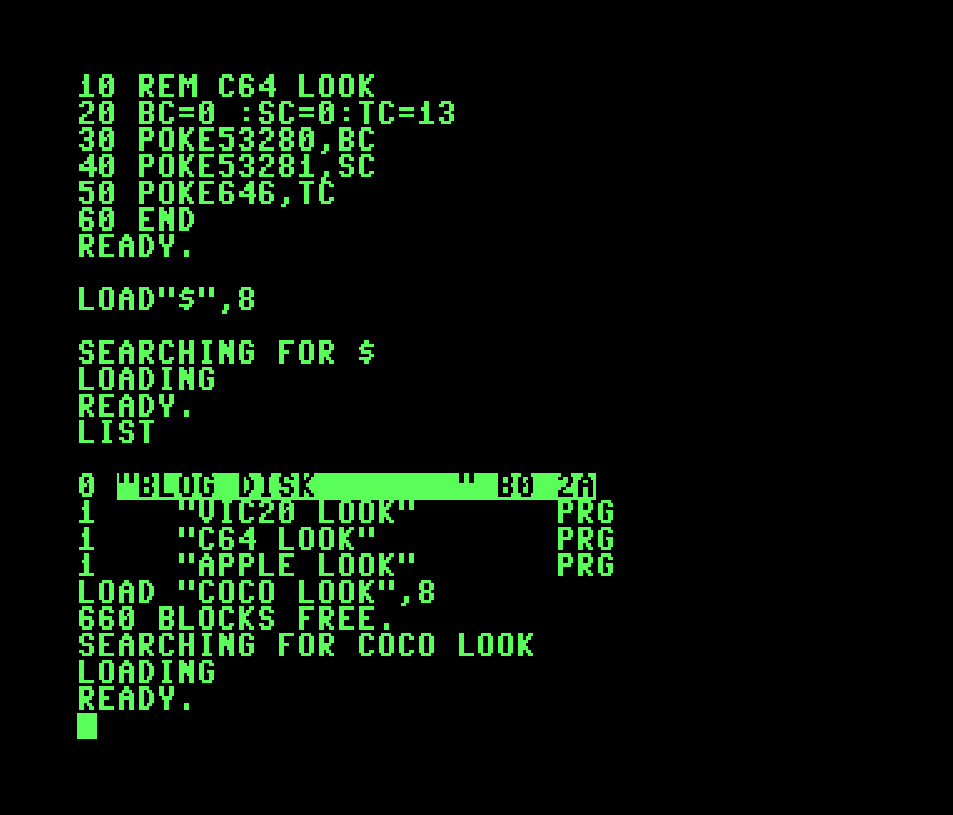 10 REM C64 LOOK
20 BC=0 :SC=0:TC=13
30 POKE53280,BC
40 POKE53281,SC
50 POKE646,TC
60 END
READY.
LOAD"$",8
SEARCHING FOR $
LOADING
READY.
LIST
0 "BLOG DISK       " B0 2A
1    "VIC20 LOOK"       PRG
1    "C64 LOOK"         PRG
1    "APPLE LOOK"       PRG
LOAD "COCO LOOK",8
660 BLOCKS FREE.
SEARCHING FOR COCO LOOK
LOADING
READY.